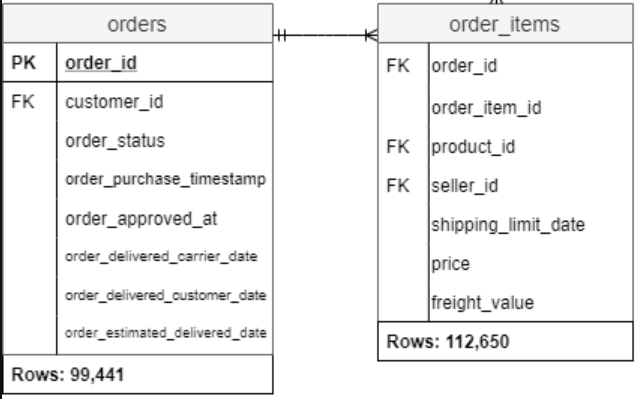 orders
PK order_id
FK customer_id
order_status
order_purchase_timestamp
order_approved_at
order_delivered_carrier_date
order_delivered_customer_date
order_estimated_delivered_date
Rows: 99,441
order_items
FK order_id
order_item_id
FK product_id
FK seller_id
shipping_limit_date
price
freight_value
Rows: 112,650